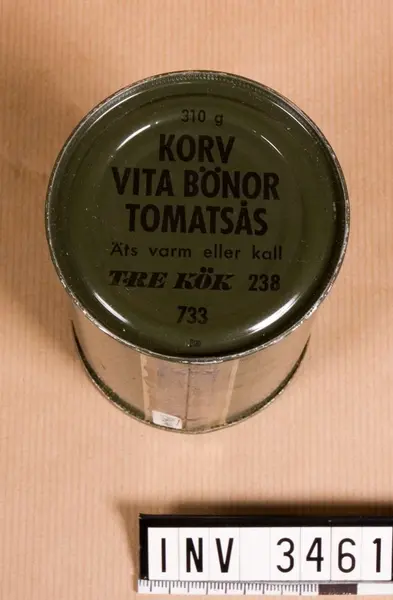 310 g
KORV
VITA BÖNOR
TOMATSÅS
Äts varm eller kall
TRE KÖK 238
733
INV 3461